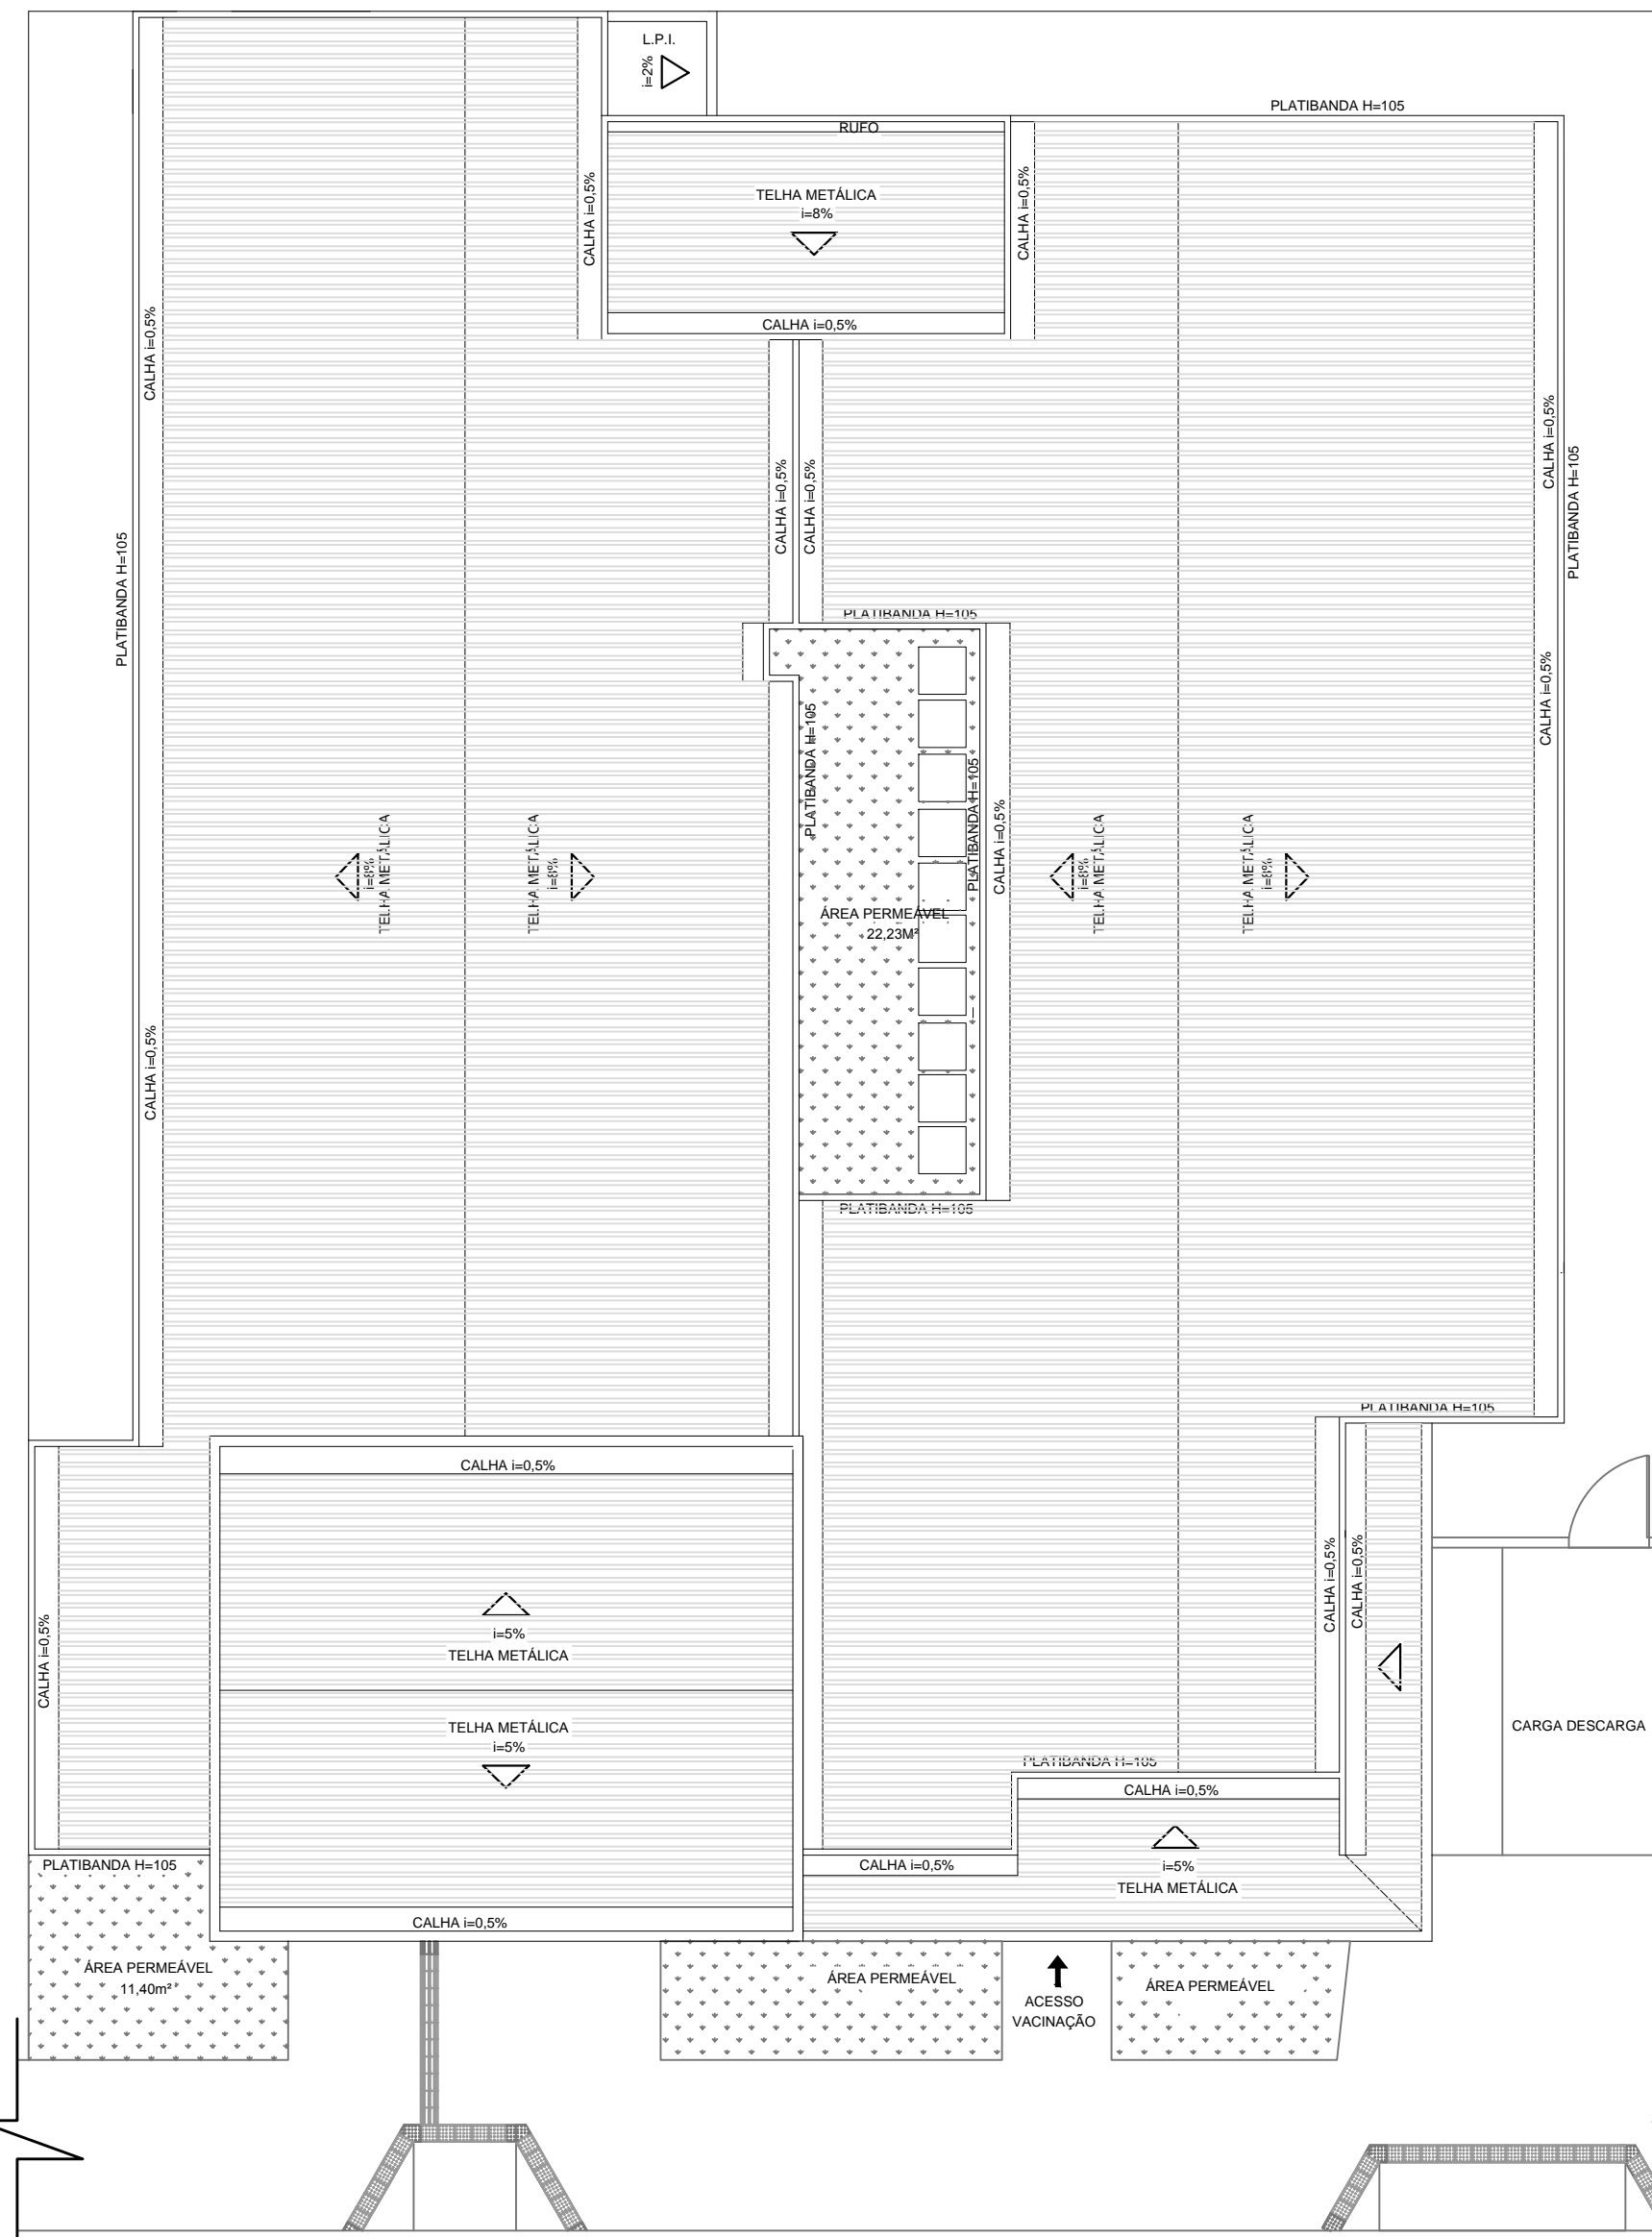 L.P.I.
i=2%
PLATIBANDA H=105
RUFO
TELHA METÁLICA
i=8%
CALHA i=0,5%
CALHA i=0,5%
CALHA i=0,5%
CALHA i=0,5%
CALHA i=0,5%
PLATIBANDA H=105
CALHA i=0,5%
CALHA i=0,5%
PLATIBANDA H=105
PLATIBANDA H=105
CALHA i=0,5%
PLATIBANDA H=105
PLATIBANDA H=105
CALHA i=0,5%
i=8%
TELHA METÁLICA
TELHA METÁLICA
i=8%
i=8%
TELHA METÁLICA
TELHA METÁLICA
i=8%
ÁREA PERMEÁVEL
22,23M²
CALHA i=0,5%
PLATIBANDA H=105
PLATIBANDA H=105
CALHA i=0,5%
CALHA i=0,5%
CALHA i=0,5%
CALHA i=0,5%
i=5%
TELHA METÁLICA
TELHA METÁLICA
i=5%
CARGA DESCARGA
PLATIBANDA H=105
CALHA i=0,5%
PLATIBANDA H=105
CALHA i=0,5%
i=5%
TELHA METÁLICA
CALHA i=0,5%
ÁREA PERMEÁVEL
11,40m²
ÁREA PERMEÁVEL
ÁREA PERMEÁVEL
ACESSO
VACINAÇÃO